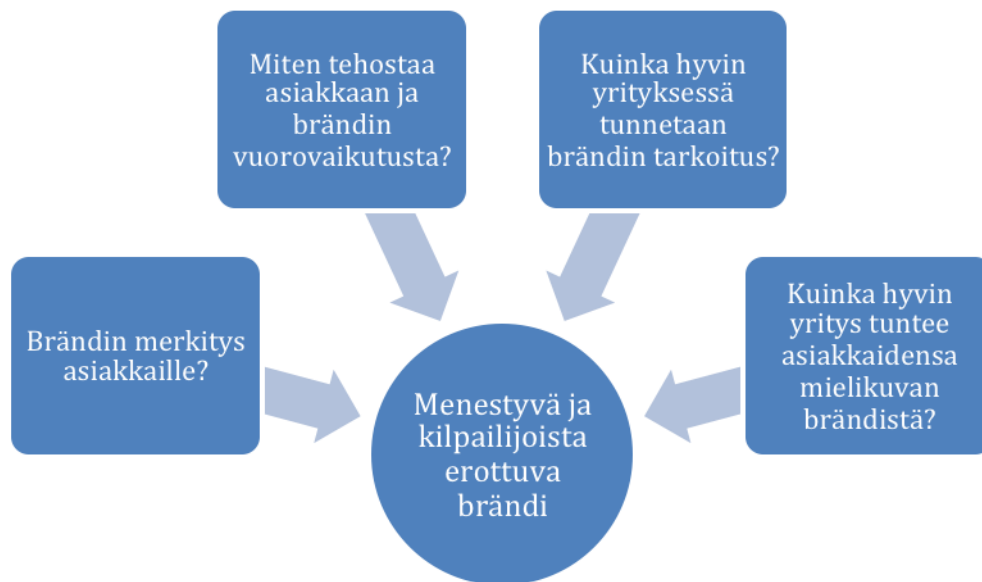 Miten tehostaa
asiakkaan ja
brändin
vuorovaikutusta?
Kuinka hyvin
yrityksessä
tunnetaan
brändin tarkoitus?
Brändin merkitys
asiakkaille?
Kuinka hyvin
yritys tuntee
asiakkaidensa
mielikuvan
brändistä?
Menestyvä ja
kilpailijoista
erottuva
brändi